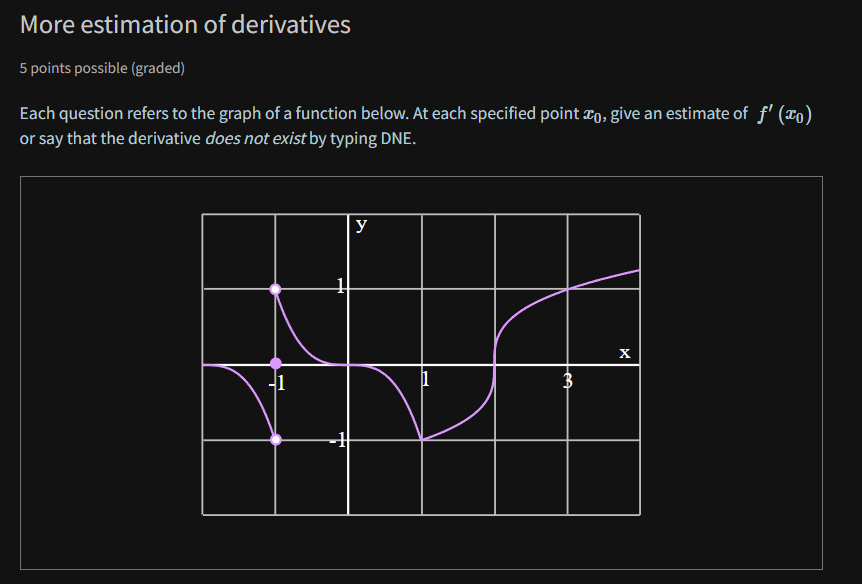 More estimation of derivatives
5 points possible (graded)
Each question refers to the graph of a function below. At each specified point x₀, give an estimate of f′ (x₀)
or say that the derivative does not exist by typing DNE.
y
1
x
-1
1
3
-1